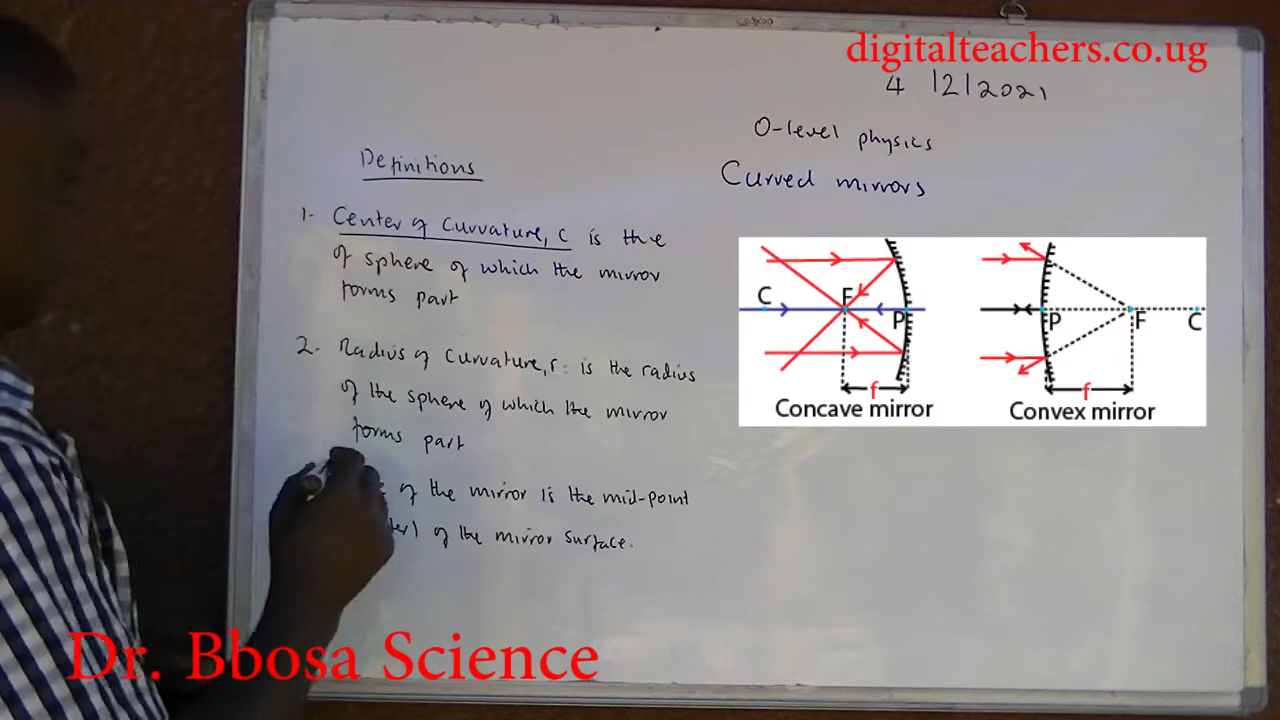 digitalteachers.co.ug
4 12 | 2021
O-level physics
Curved mirrors
Definitions
1. Center of Curvature, C is the
of sphere of which the mirror
forms part
2. Radius of Curvature, r: is the radius
of the sphere of which the mirror
forms part
of the mirror is the mid-point
of the mirror surface.
C F P
f
Concave mirror
P F C
f
Convex mirror
Dr. Bbosa Science